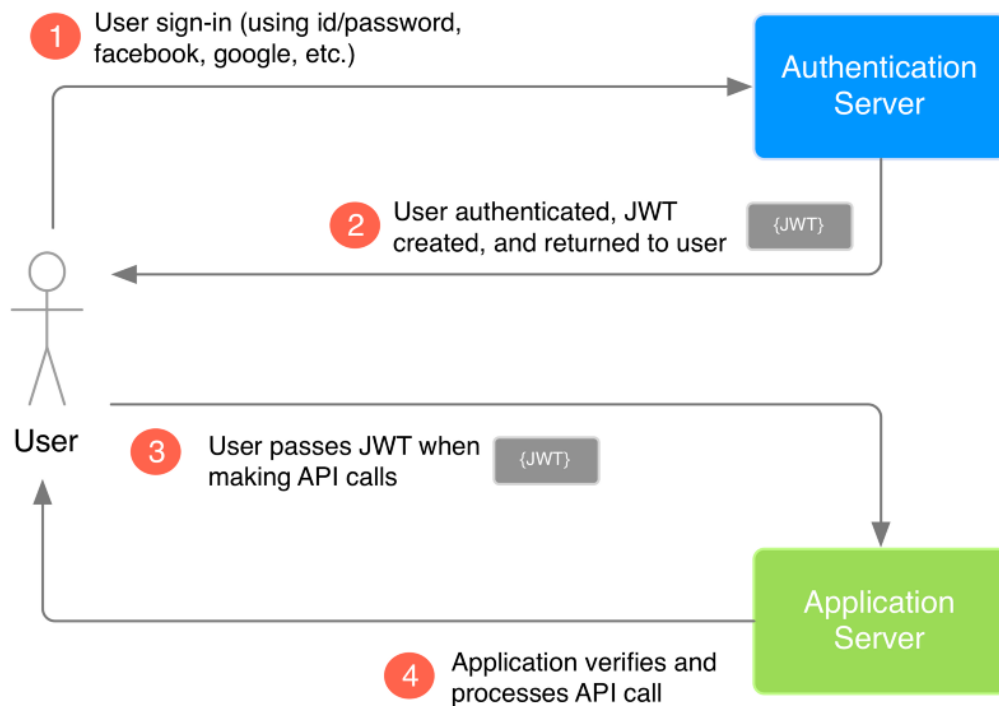 1
User sign-in (using id/password,
facebook, google, etc.)
Authentication
Server
2
User authenticated, JWT
created, and returned to user
{JWT}
User
3
User passes JWT when
making API calls
{JWT}
Application
Server
4
Application verifies and
processes API call